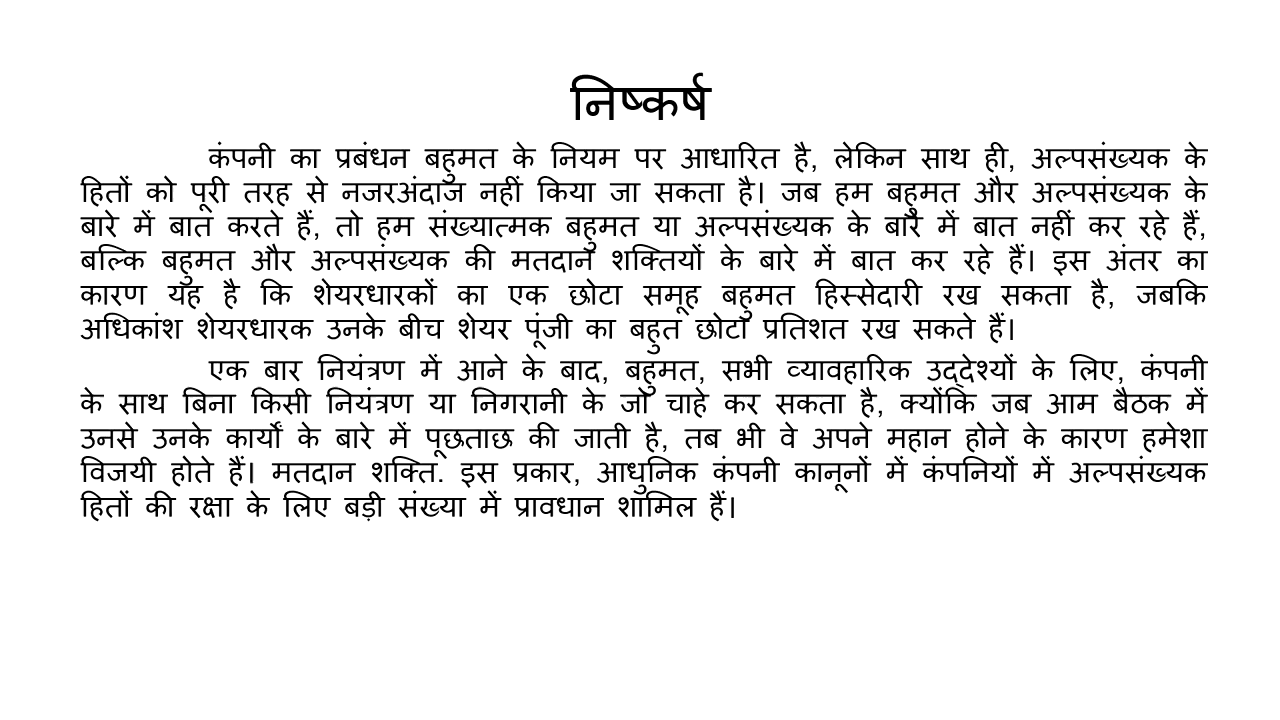 निष्कर्ष
कंपनी का प्रबंधन बहुमत के नियम पर आधारित है, लेकिन साथ ही, अल्पसंख्यक के
हितों को पूरी तरह से नजरअंदाज नहीं किया जा सकता है। जब हम बहुमत और अल्पसंख्यक के
बारे में बात करते हैं, तो हम संख्यात्मक बहुमत या अल्पसंख्यक के बारे में बात नहीं कर रहे हैं,
बल्कि बहुमत और अल्पसंख्यक की मतदान शक्तियों के बारे में बात कर रहे हैं। इस अंतर का
कारण यह है कि शेयरधारकों का एक छोटा समूह बहुमत हिस्सेदारी रख सकता है, जबकि
अधिकांश शेयरधारक उनके बीच शेयर पूंजी का बहुत छोटा प्रतिशत रख सकते हैं।
एक बार नियंत्रण में आने के बाद, बहुमत, सभी व्यावहारिक उद्देश्यों के लिए, कंपनी
के साथ बिना किसी नियंत्रण या निगरानी के जो चाहे कर सकता है, क्योंकि जब आम बैठक में
उनसे उनके कार्यों के बारे में पूछताछ की जाती है, तब भी वे अपने महान होने के कारण हमेशा
विजयी होते हैं। मतदान शक्ति. इस प्रकार, आधुनिक कंपनी कानूनों में कंपनियों में अल्पसंख्यक
हितों की रक्षा के लिए बड़ी संख्या में प्रावधान शामिल हैं।